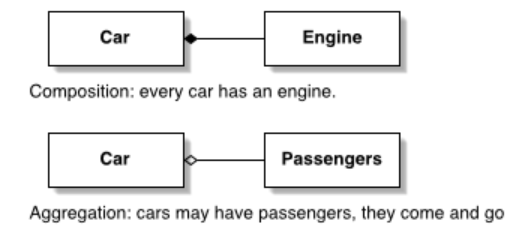 Car Engine
Composition: every car has an engine.
Car Passengers
Aggregation: cars may have passengers, they come and go